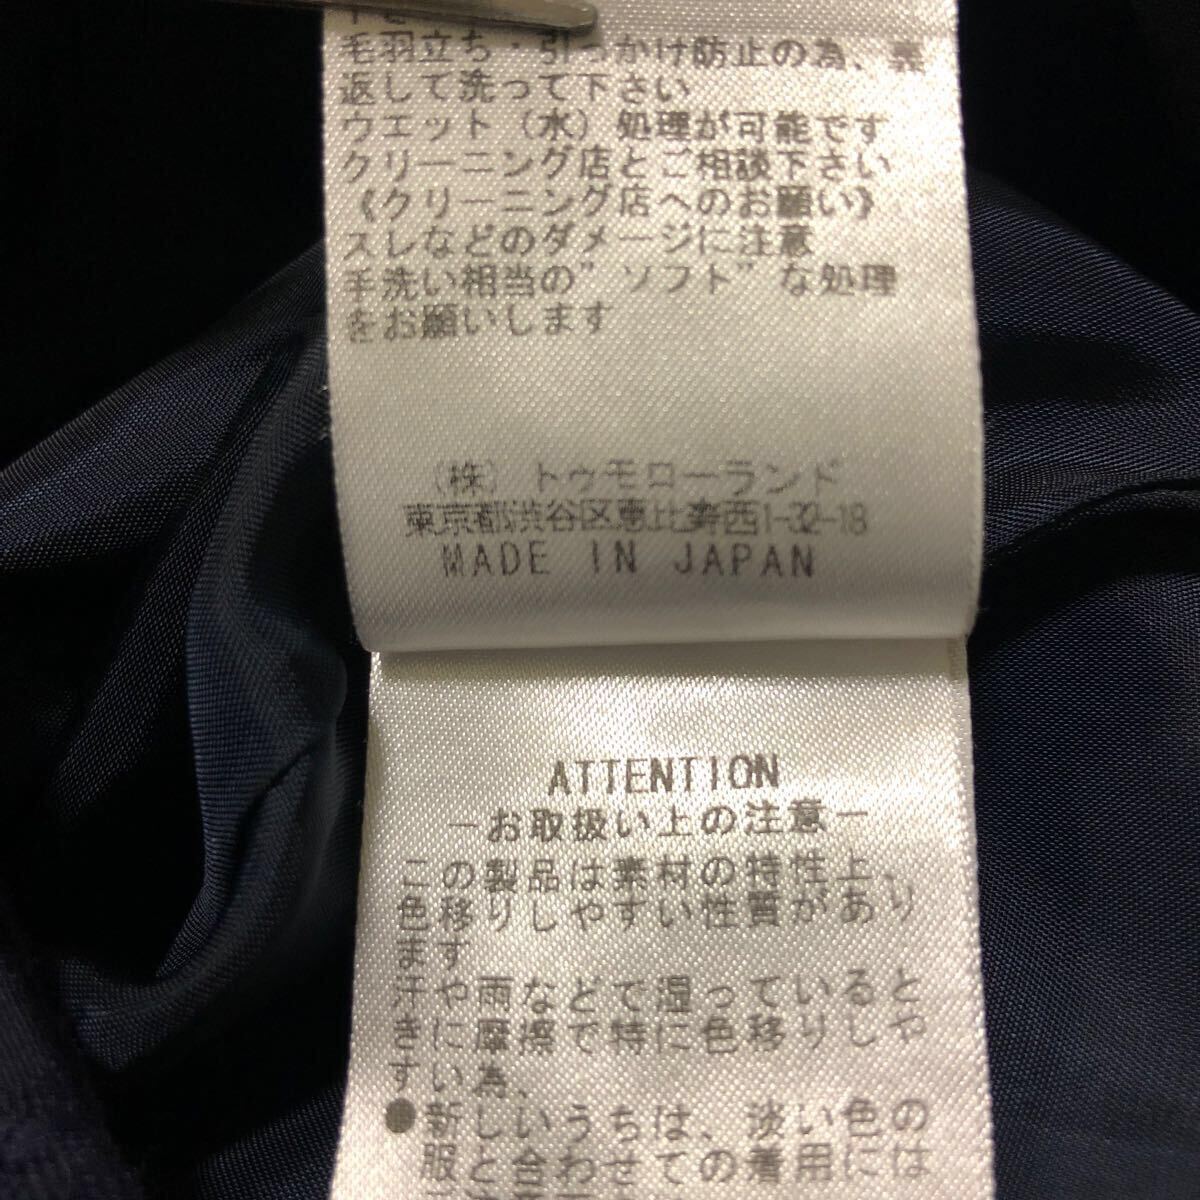 毛羽立ち・引っかけ防止の為、裏
返して洗って下さい
ウエット(水)処理が可能です
クリーニング店とご相談下さい
《クリーニング店へのお願い》
スレなどのダメージに注意
手洗い相当の”ソフト”な処理
をお願いします
(株)トゥモローランド
東京都渋谷区恵比寿西1-32-18
MADE IN JAPAN
ATTENTION
―お取扱い上の注意―
この製品は素材の特性上、
色移りしやすい性質があり
ます
汗や雨などで湿っていると
きに摩擦で特に色移りしや
すい為、
●新しいうちは、淡い色の
服と合わせての着用には